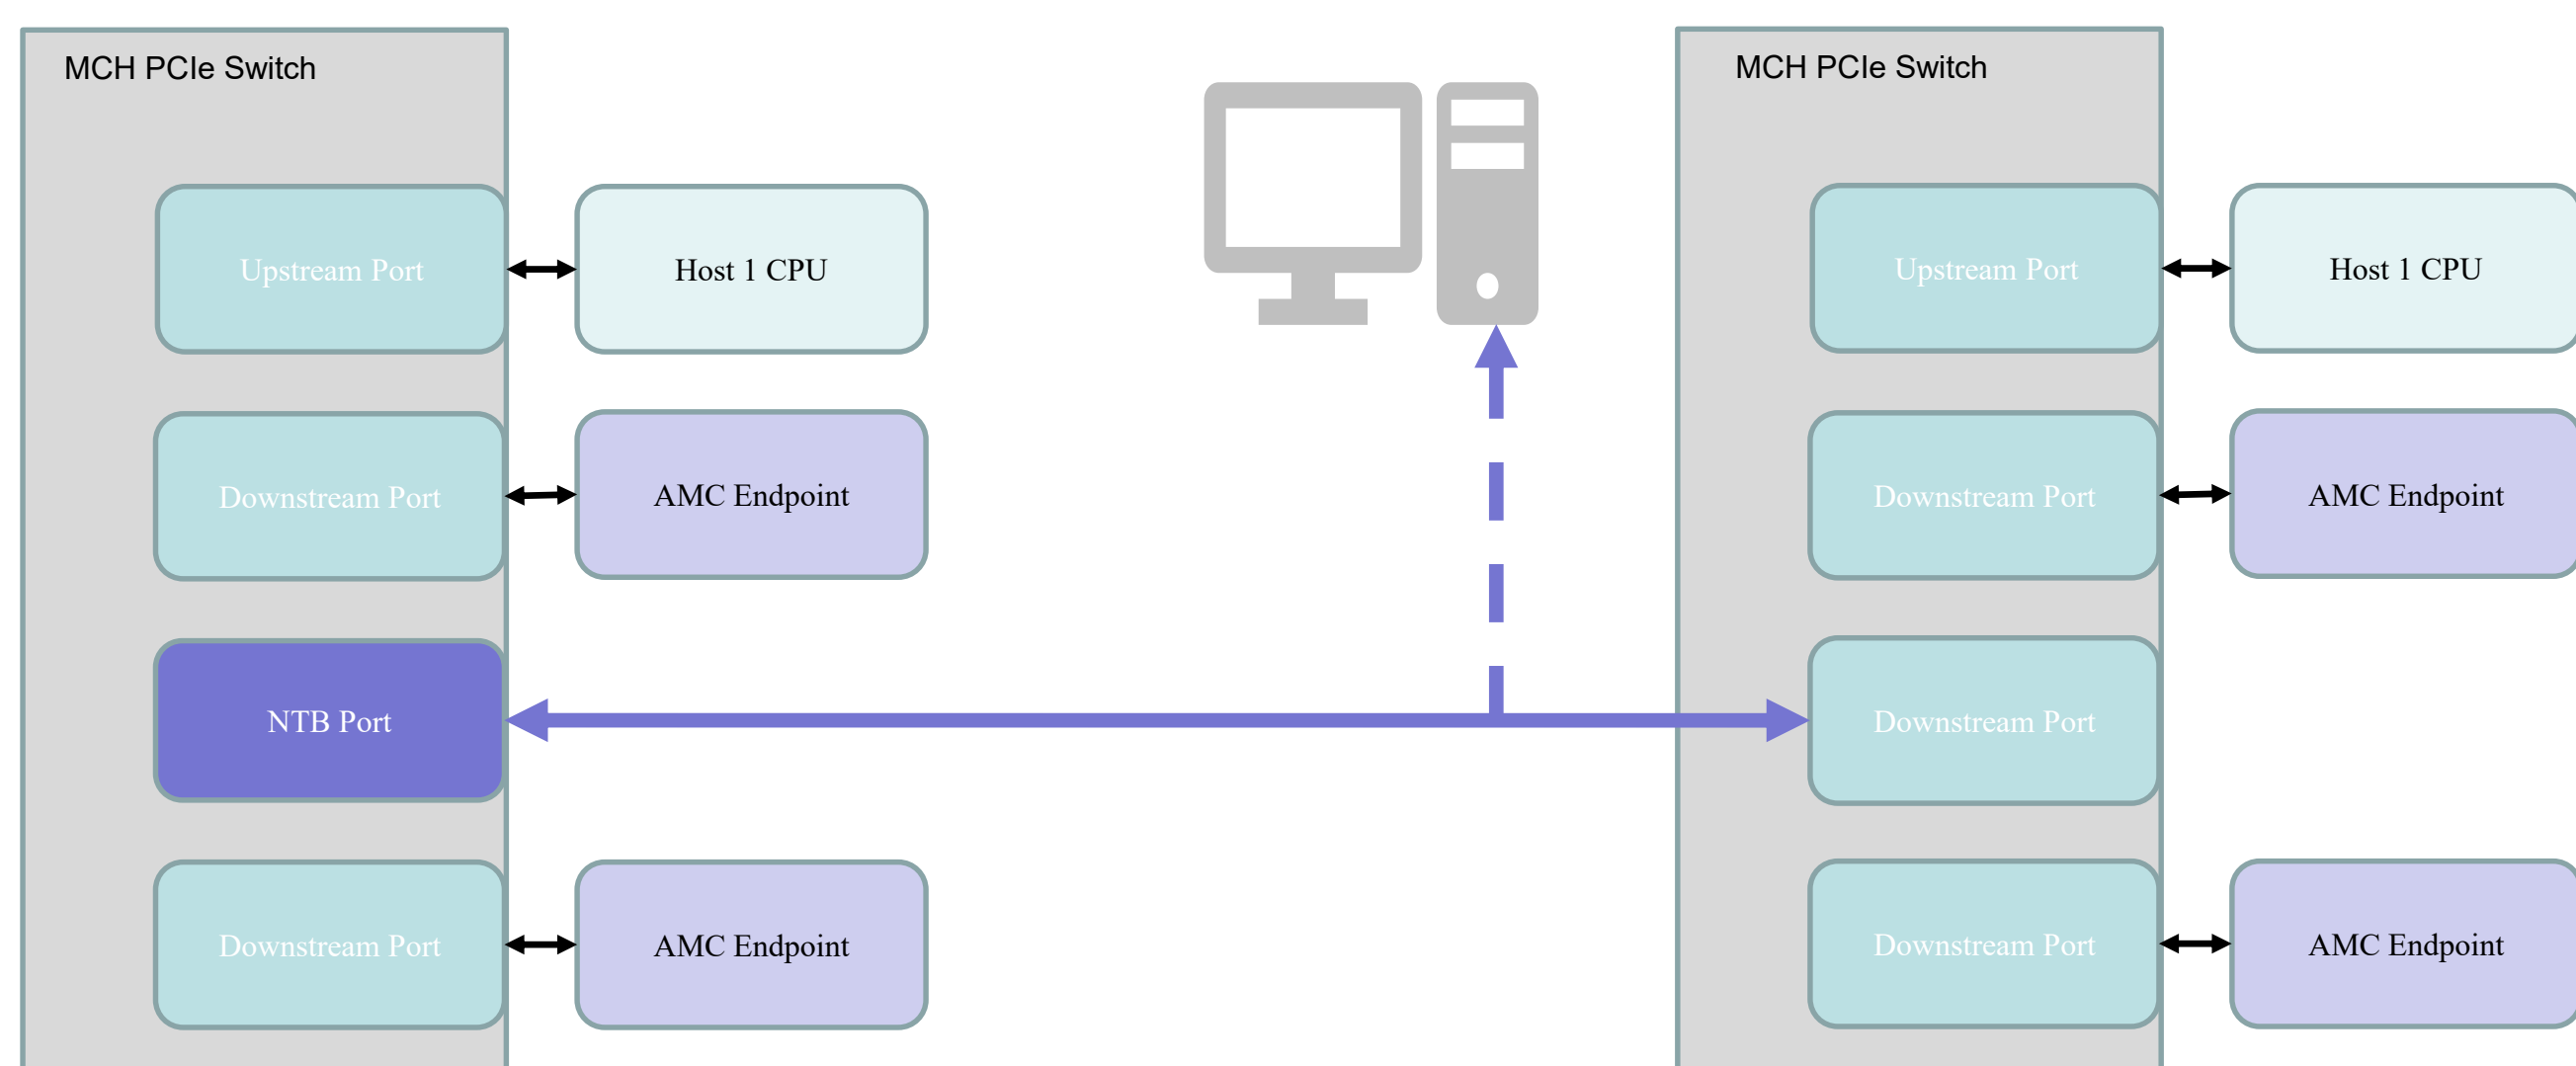 MCH PCIe Switch
Upstream Port
Host 1 CPU
Downstream Port
AMC Endpoint
NTB Port
Downstream Port
AMC Endpoint
MCH PCIe Switch
Upstream Port
Host 1 CPU
Downstream Port
AMC Endpoint
Downstream Port
Downstream Port
AMC Endpoint